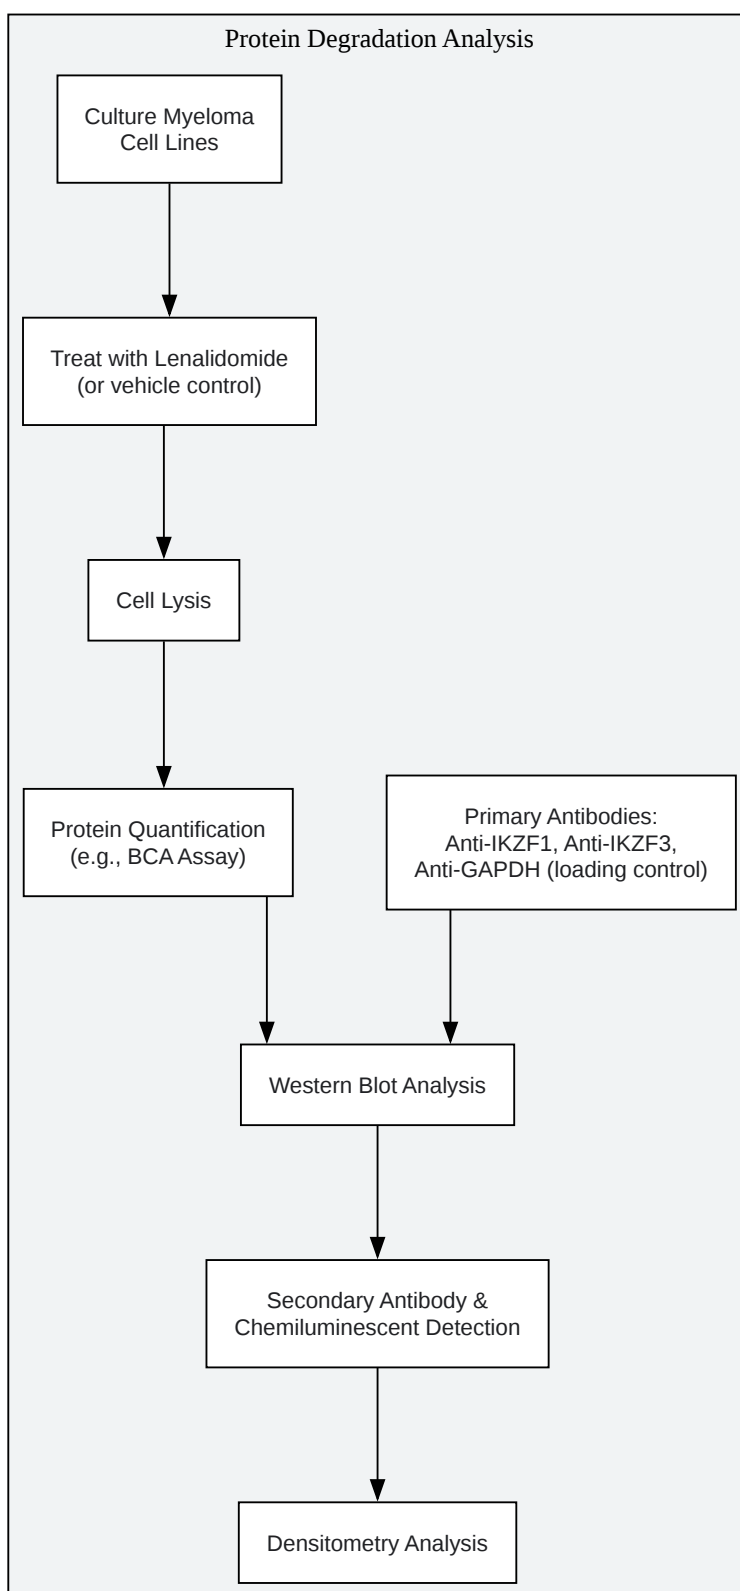 Protein Degradation Analysis
Culture Myeloma
Cell Lines
Treat with Lenalidomide
(or vehicle control)
Cell Lysis
Protein Quantification
(e.g., BCA Assay)
Primary Antibodies:
Anti-IKZF1, Anti-IKZF3,
Anti-GAPDH (loading control)
Western Blot Analysis
Secondary Antibody &
Chemiluminescent Detection
Densitometry Analysis